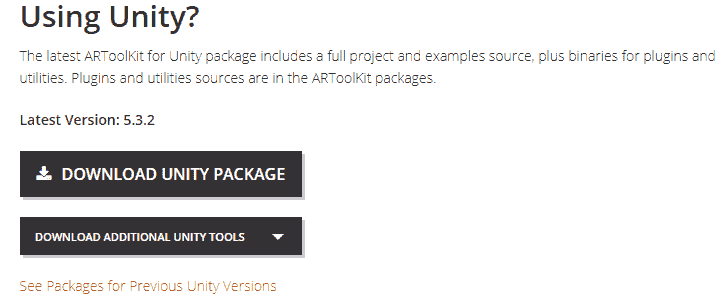 Using Unity?
The latest ARToolKit for Unity package includes a full project and examples source, plus binaries for plugins and
utilities. Plugins and utilities sources are in the ARToolKit packages.
Latest Version: 5.3.2
DOWNLOAD UNITY PACKAGE
DOWNLOAD ADDITIONAL UNITY TOOLS
See Packages for Previous Unity Versions